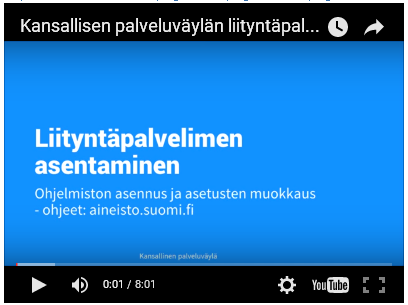 Kansallisen palveluväylän liityntäpal...
Liityntäpalvelimen
asentaminen
Ohjelmiston asennus ja asetusten muokkaus
- ohjeet: aineisto.suomi.fi
Kansallinen palveluväylä
0:01 / 8:01
YouTube